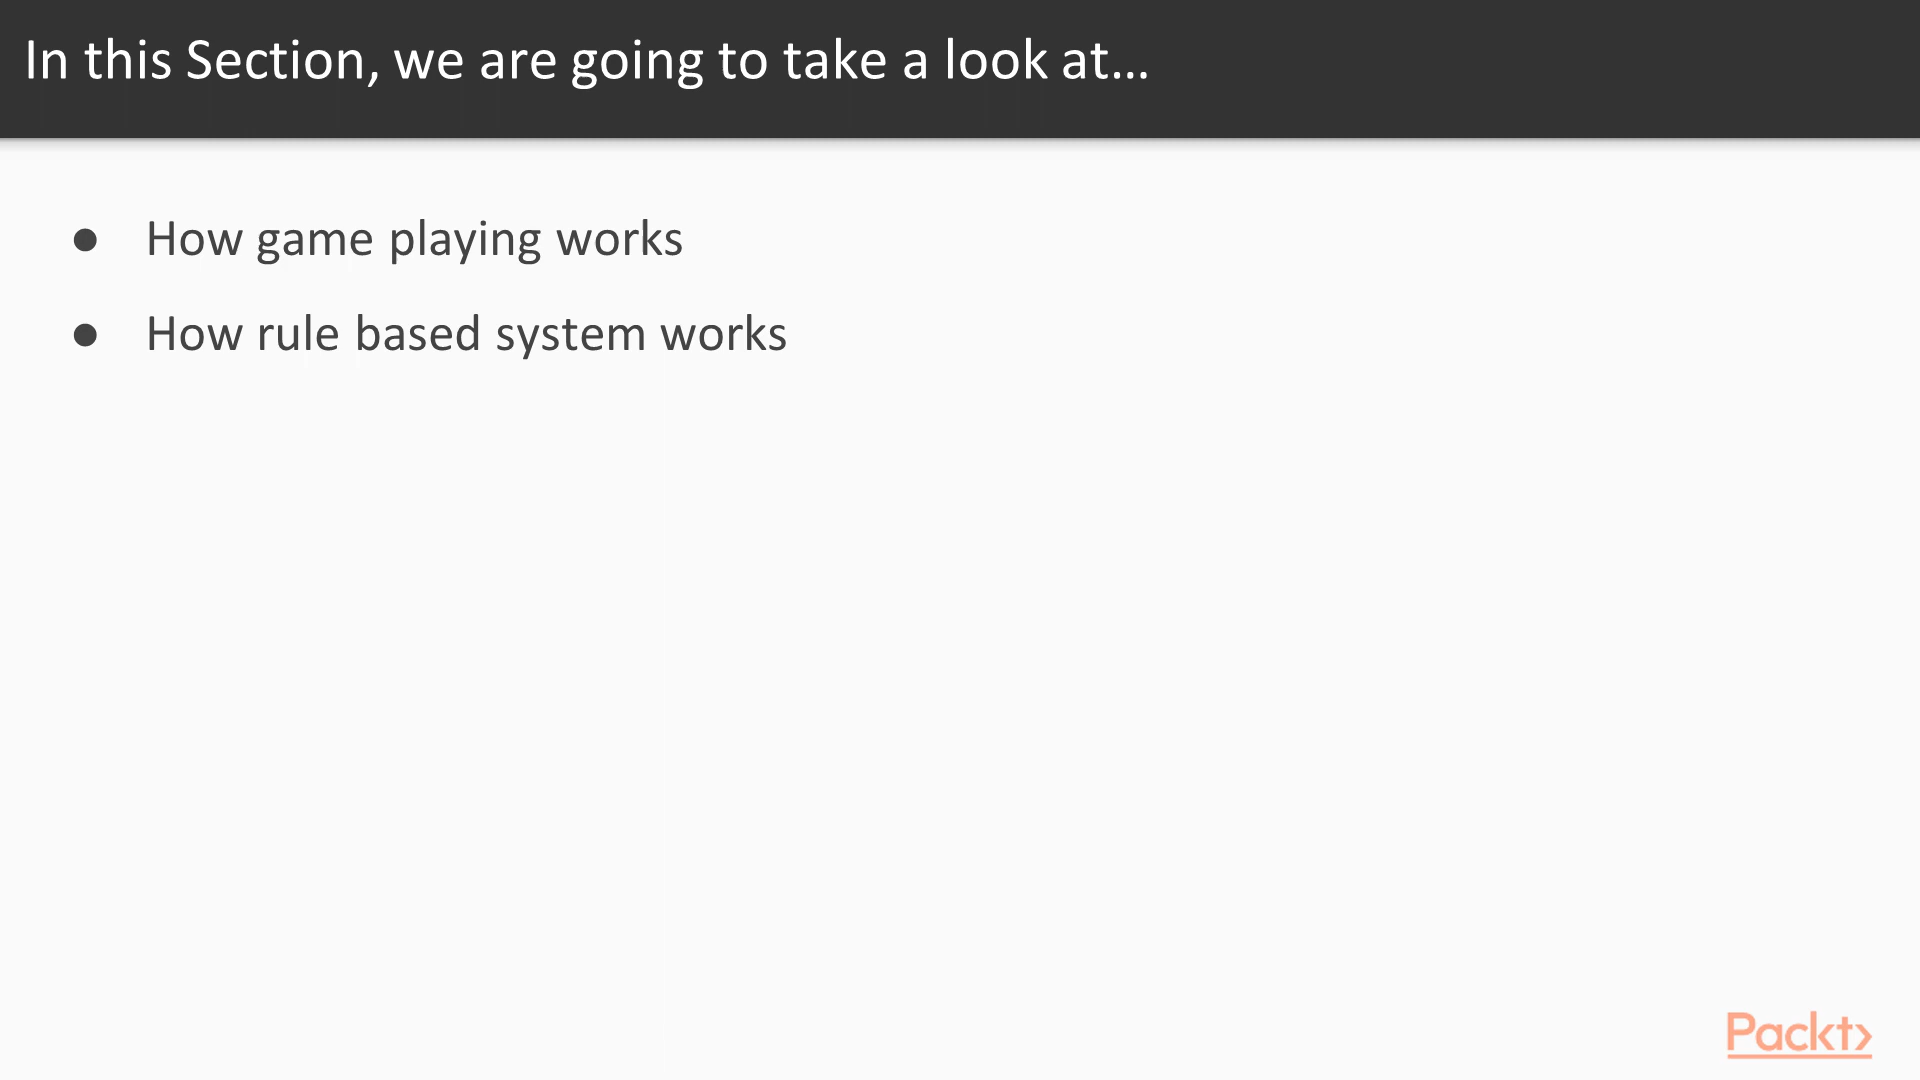 In this Section, we are going to take a look at…
● How game playing works
● How rule based system works
Packt>